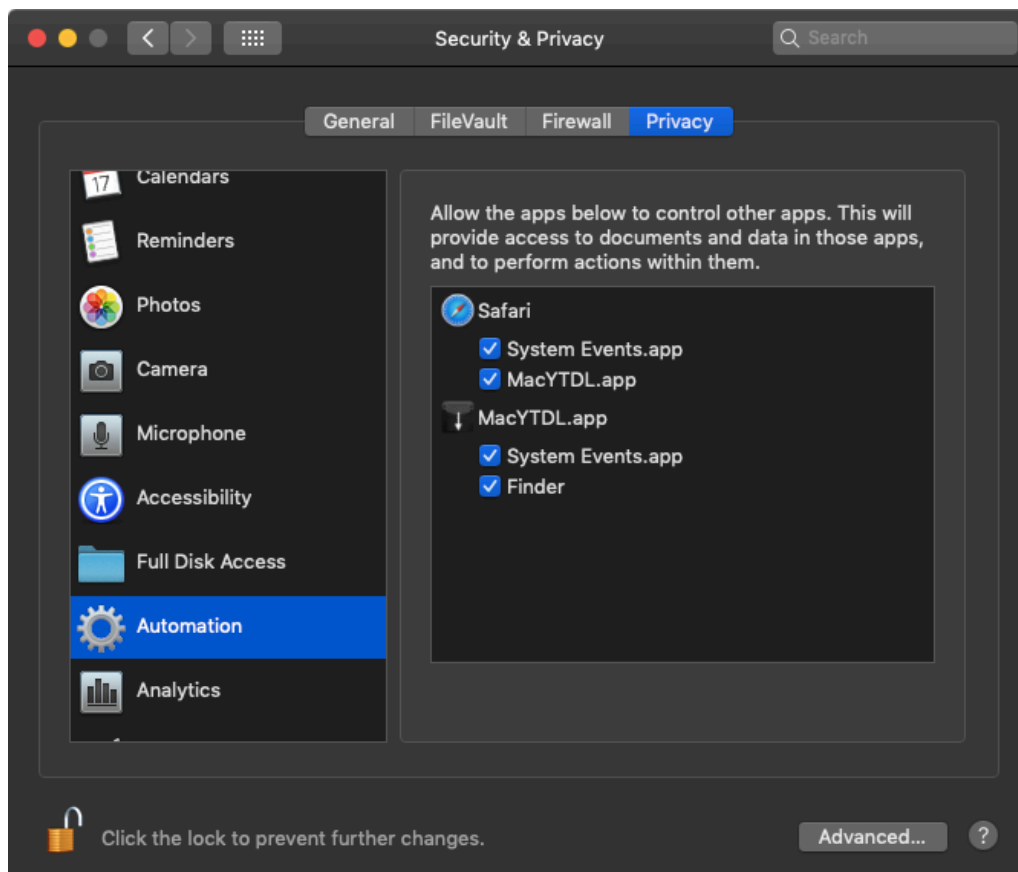 Security & Privacy
Search
General
FileVault
Firewall
Privacy
17
Calendars
Reminders
Photos
Camera
Microphone
Accessibility
Full Disk Access
Automation
Analytics
Allow the apps below to control other apps. This will
provide access to documents and data in those apps,
and to perform actions within them.
Safari
System Events.app
MacYTDL.app
MacYTDL.app
System Events.app
Finder
Click the lock to prevent further changes.
Advanced...
?